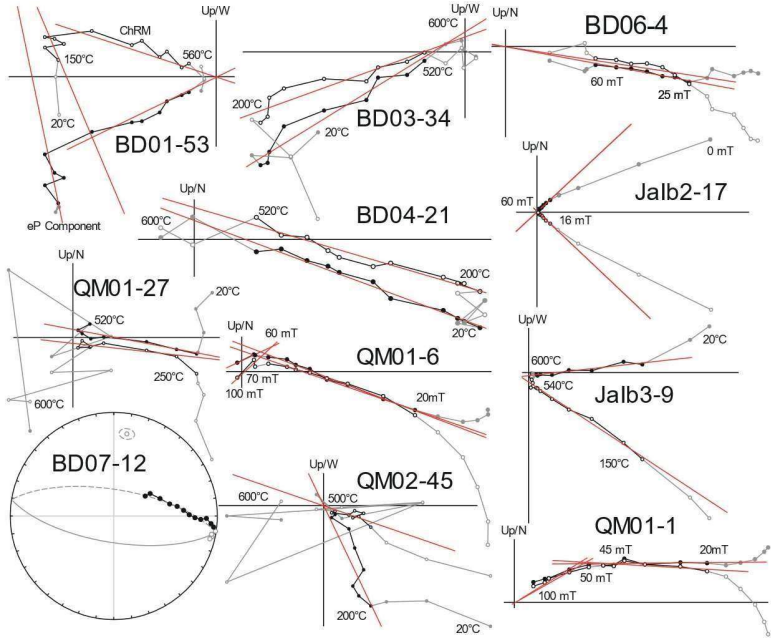 Up/W
ChRM
560°C
150°C
20°C
BD01-53
eP Component
Up/W
600°C
520°C
200°C
20°C
BD03-34
Up/N
BD06-4
60 mT
25 mT
Up/N
0 mT
60 mT
16 mT
Jalb2-17
Up/N
520°C
600°C
BD04-21
200°C
20°C
Up/N
QM01-27
20°C
520°C
250°C
600°C
Up/N
60 mT
QM01-6
70 mT
100 mT
20mT
Up/W
20°C
600°C
540°C
Jalb3-9
150°C
BD07-12
Up/W
QM02-45
600°C
500°C
200°C
20°C
QM01-1
Up/N
45 mT
20mT
50 mT
100 mT